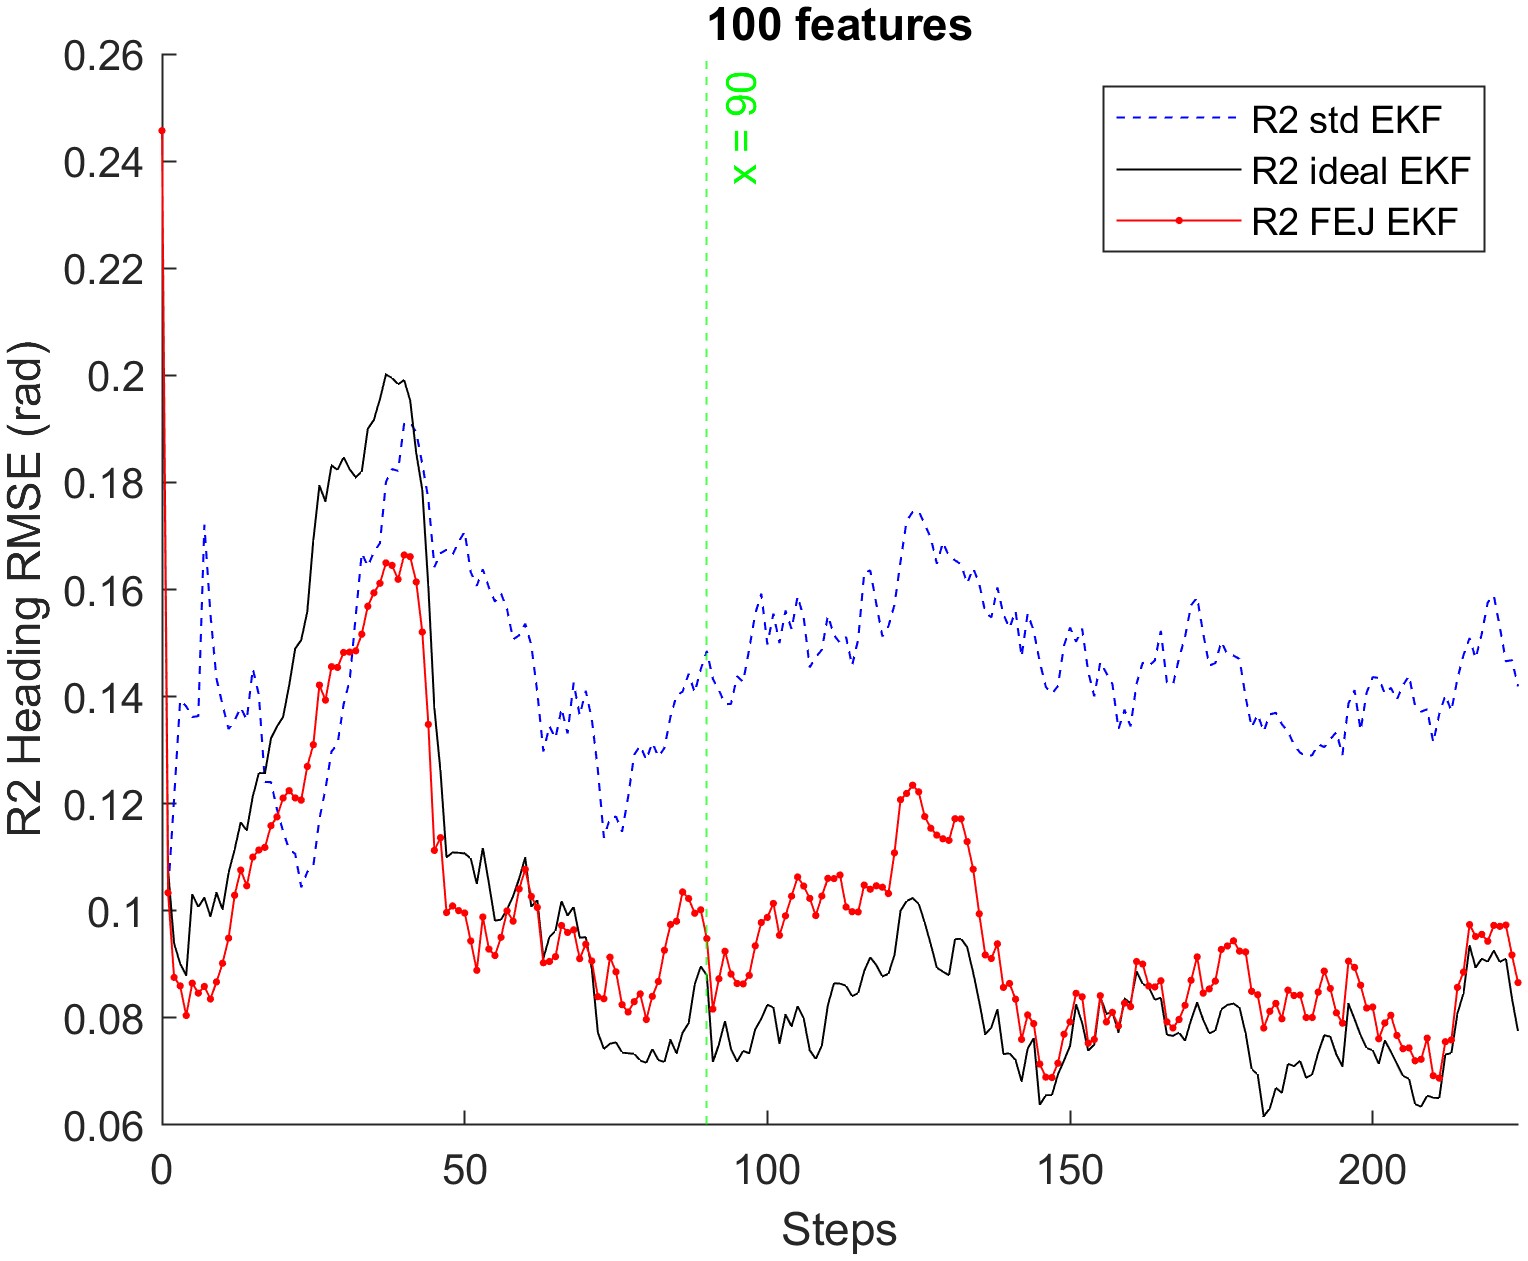 100 features
0.26
0.24
0.22
0.2
0.18
0.16
0.14
0.12
0.1
0.08
0.06
R2 Heading RMSE (rad)
x = 90
R2 std EKF
R2 ideal EKF
R2 FEJ EKF
0 50 100 150 200
Steps